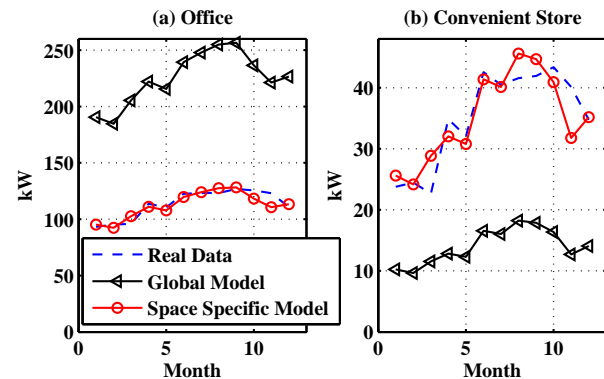 (a) Office
(b) Convenient Store
250
200
150
100
50
0
kW
0
5
10
Month
Real Data
Global Model
Space Specific Model
40
30
20
10
0
kW
0
5
10
Month